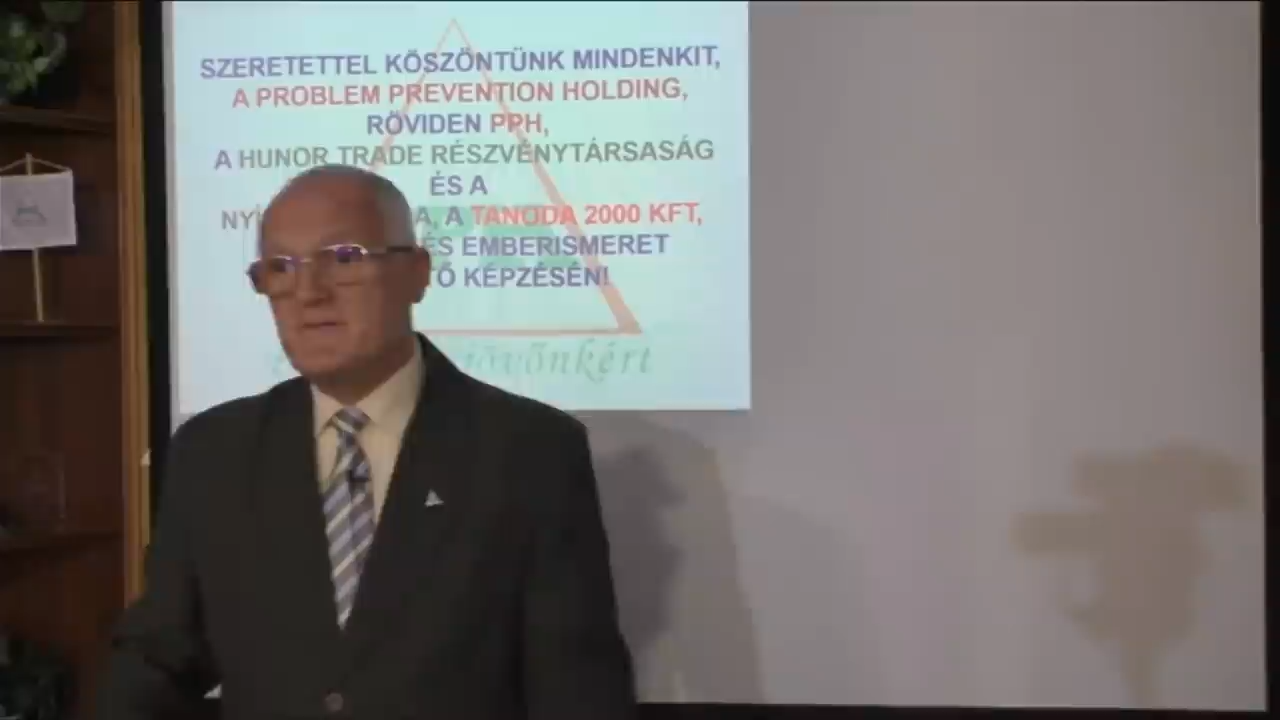 SZERETETTEL KÖSZÖNTÜNK MINDENKIT,
A PROBLEM PREVENTION HOLDING,
RÖVIDEN PPH,
A HUNOR TRADE RÉSZVÉNYTÁRSASÁG
ÉS A
A, A TANODA 2000 KFT,
ÉS EMBERISMERET
KÉPZÉSÉN!
jövőnkért